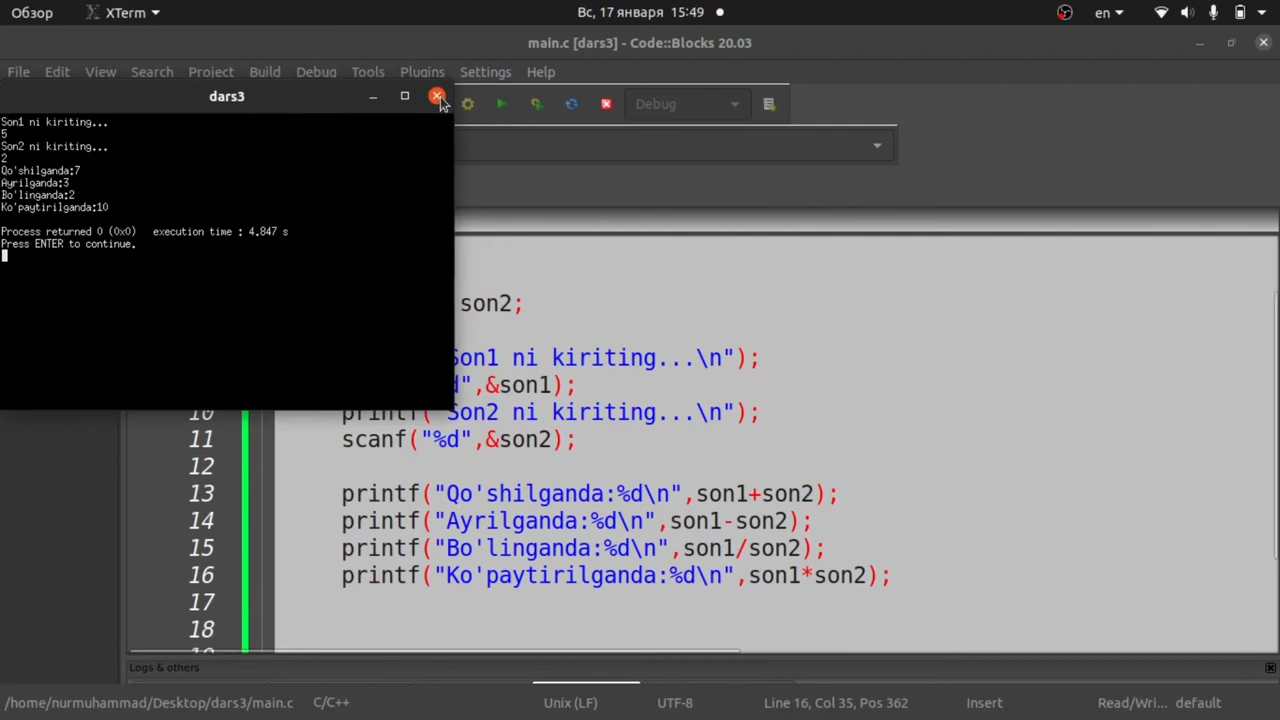 Обзор XTerm Вс, 17 января 15:49 en
main.c [dars3] - Code::Blocks 20.03
File Edit View Search Project Build Debug Tools Plugins Settings Help
dars3
Debug
Son1 ni kiriting...
5
Son2 ni kiriting...
2
Qo'shilganda:7
Ayrilganda:3
Bo'linganda:2
Ko'paytirilganda:10
Process returned 0 (0x0) execution time : 4.847 s
Press ENTER to continue.
son2;
Son1 ni kiriting...\n");
d",&son1);
10 printf("Son2 ni kiriting...\n");
11 scanf("%d",&son2);
12
13 printf("Qo'shilganda:%d\n",son1+son2);
14 printf("Ayrilganda:%d\n",son1-son2);
15 printf("Bo'linganda:%d\n",son1/son2);
16 printf("Ko'paytirilganda:%d\n",son1*son2);
17
18
Logs & others
/home/nurmuhammad/Desktop/dars3/main.c C/C++ Unix (LF) UTF-8 Line 16, Col 35, Pos 362 Insert Read/Wri... default